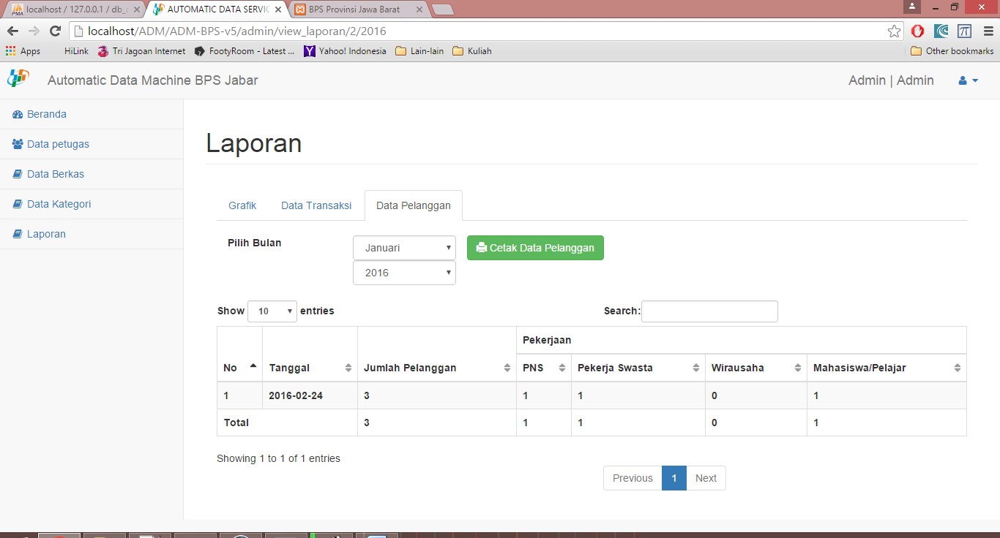 localhost / 127.0.0.1 / db_
AUTOMATIC DATA SERVIC
BPS Provinsi Jawa Barat
localhost/ADM/ADM-BPS-v5/admin/view_laporan/2/2016
Apps HiLink Tri Jagoan Internet FootyRoom - Latest ... Yahoo! Indonesia Lain-lain Kuliah Other bookmarks
Automatic Data Machine BPS Jabar
Admin | Admin
Beranda
Data petugas
Data Berkas
Data Kategori
Laporan
Laporan
Grafik Data Transaksi Data Pelanggan
Pilih Bulan
Januari
Cetak Data Pelanggan
2016
Show 10 entries
Search:
Pekerjaan
No Tanggal Jumlah Pelanggan PNS Pekerja Swasta Wirausaha Mahasiswa/Pelajar
1 2016-02-24 3 1 1 0 1
Total 3 1 1 0 1
Showing 1 to 1 of 1 entries
Previous 1 Next